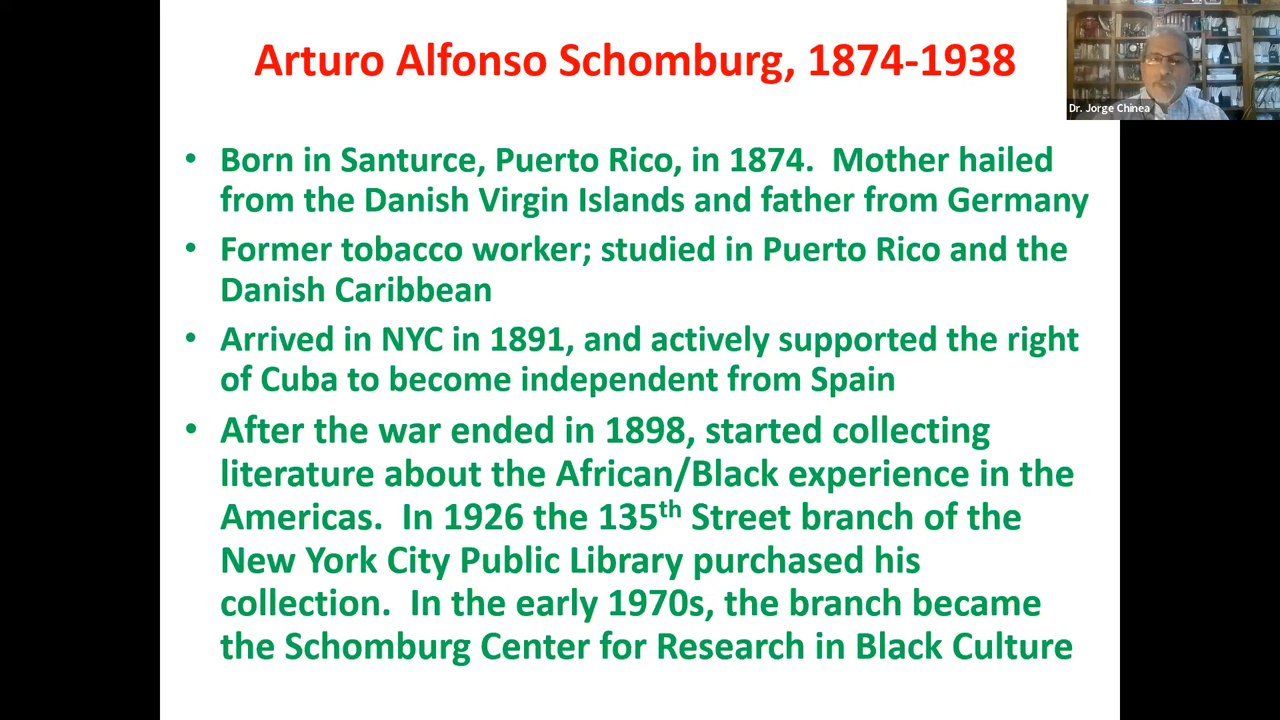 Arturo Alfonso Schomburg, 1874-1938
Dr. Jorge Chinea
• Born in Santurce, Puerto Rico, in 1874.  Mother hailed
from the Danish Virgin Islands and father from Germany
• Former tobacco worker; studied in Puerto Rico and the
Danish Caribbean
• Arrived in NYC in 1891, and actively supported the right
of Cuba to become independent from Spain
• After the war ended in 1898, started collecting
literature about the African/Black experience in the
Americas.  In 1926 the 135th Street branch of the
New York City Public Library purchased his
collection.  In the early 1970s, the branch became
the Schomburg Center for Research in Black Culture